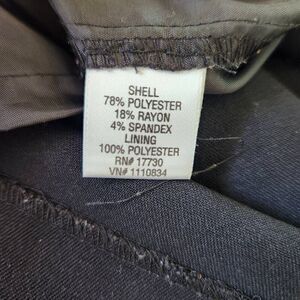 SHELL
78% POLYESTER
18% RAYON
4% SPANDEX
LINING
100% POLYESTER
RN# 17730
VN# 1110834